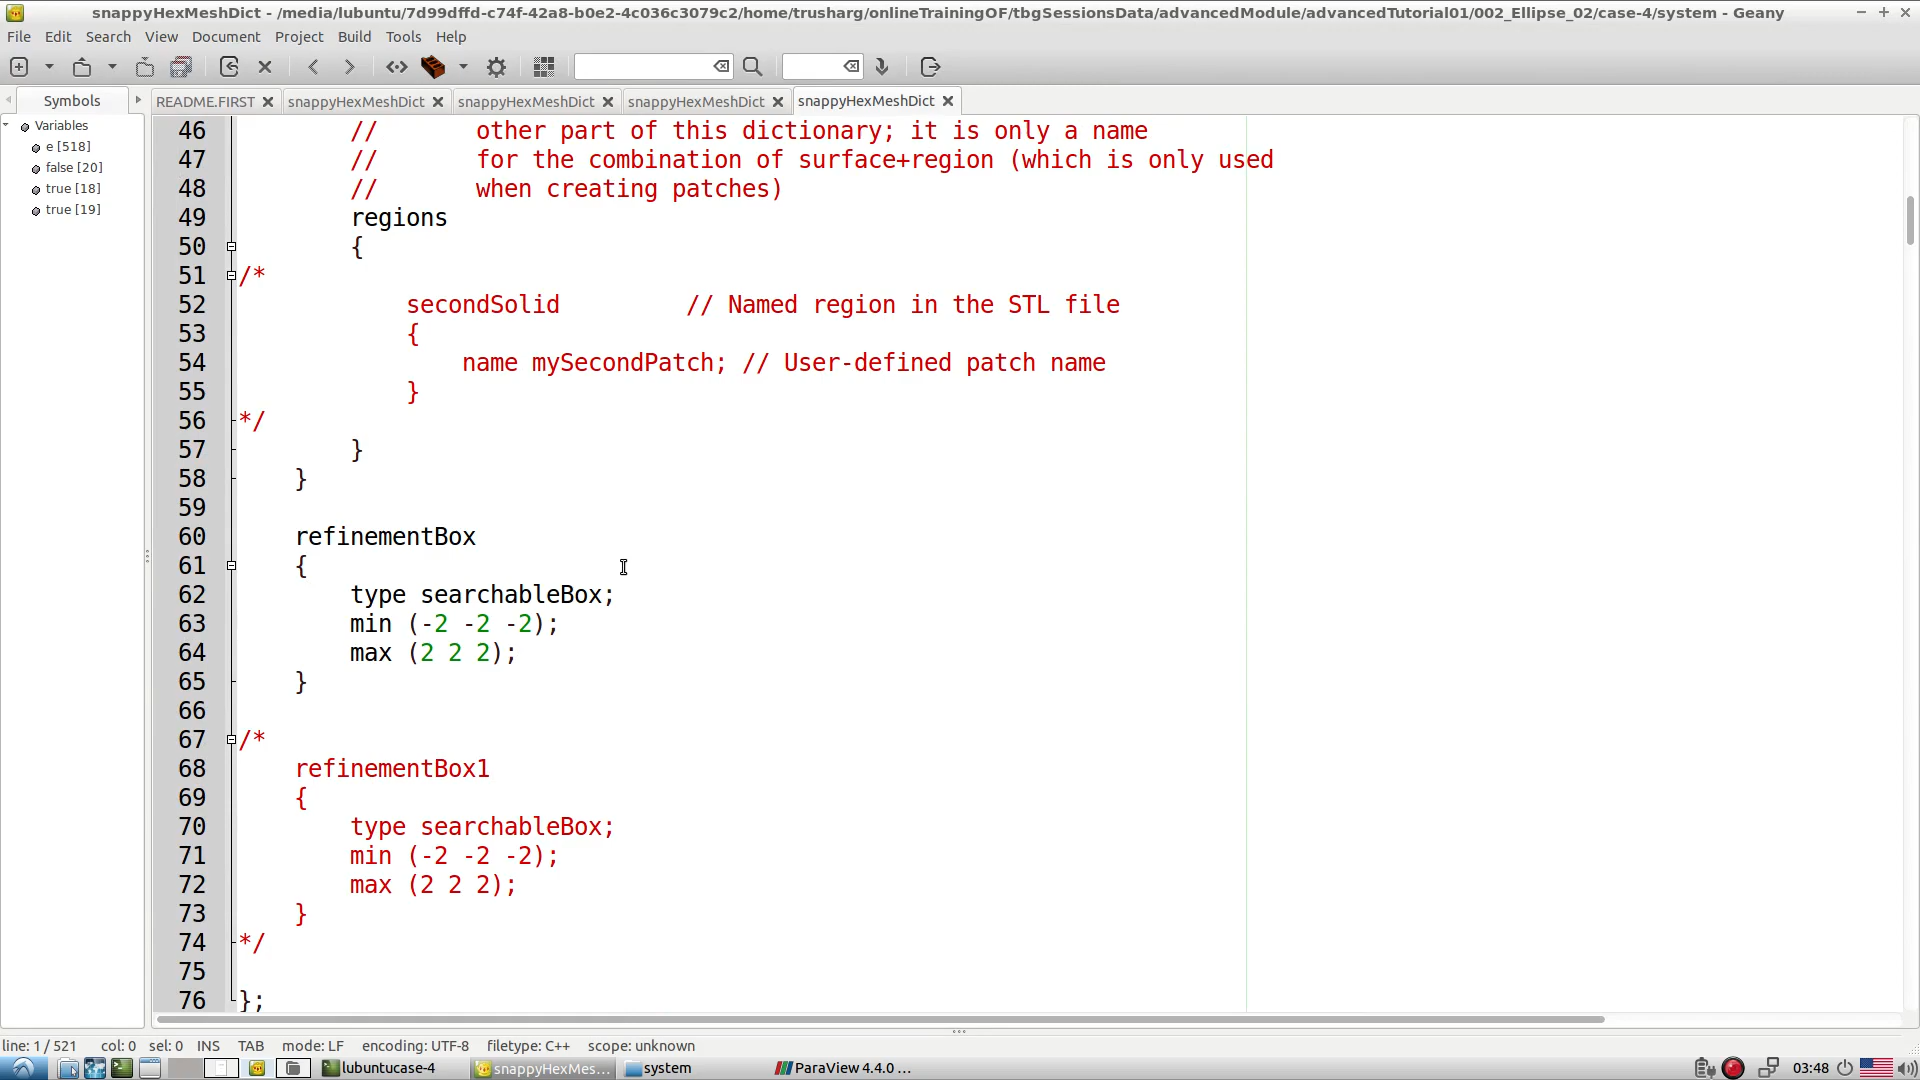 snappyHexMeshDict - /media/lubuntu/7d99dffd-c74f-42a8-b0e2-4c036c3079c2/home/trusharg/onlineTrainingOF/tbgSessionsData/advancedModule/advancedTutorial01/002_Ellipse_02/case-4/system - Geany
File Edit Search View Document Project Build Tools Help
Symbols README.FIRST snappyHexMeshDict snappyHexMeshDict snappyHexMeshDict snappyHexMeshDict
Variables
e [518]
false [20]
true [18]
true [19]
46 // other part of this dictionary; it is only a name
47 // for the combination of surface+region (which is only used
48 // when creating patches)
49 regions
50 {
51 /*
52 secondSolid // Named region in the STL file
53 {
54 name mySecondPatch; // User-defined patch name
55 }
56 */
57 }
58 }
59
60 refinementBox
61 {
62 type searchableBox;
63 min (-2 -2 -2);
64 max (2 2 2);
65 }
66
67 /*
68 refinementBox1
69 {
70 type searchableBox;
71 min (-2 -2 -2);
72 max (2 2 2);
73 }
74 */
75
76 };
line: 1 / 521 col: 0 sel: 0 INS TAB mode: LF encoding: UTF-8 filetype: C++ scope: unknown
lubuntucase-4 snappyHexMes... system ParaView 4.4.0 ... 03:48